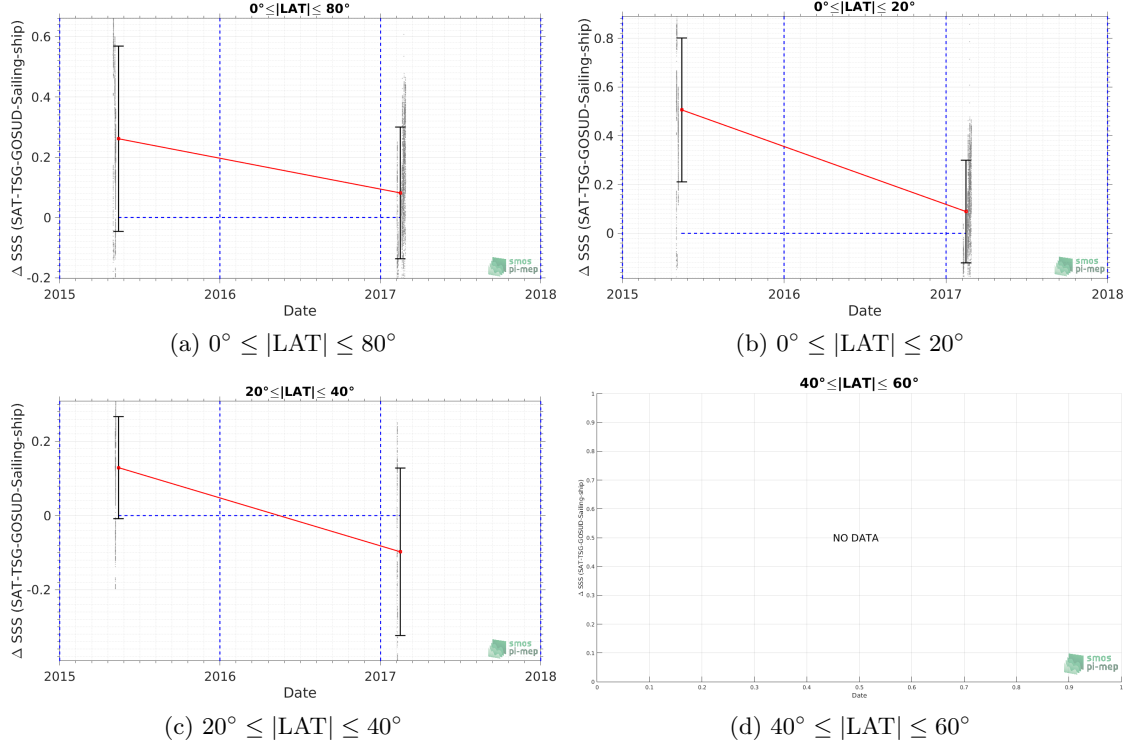 0°≤|LAT|≤ 80°
Δ SSS (SAT-TSG-GOSUD-Sailing-ship)
0.6
0.4
0.2
0
-0.2
2015 2016 2017 2018
Date
smos
pi-mep
(a) 0° ≤ |LAT| ≤ 80°
0°≤|LAT|≤ 20°
Δ SSS (SAT-TSG-GOSUD-Sailing-ship)
0.8
0.6
0.4
0.2
0
2015 2016 2017 2018
Date
smos
pi-mep
(b) 0° ≤ |LAT| ≤ 20°
20°≤|LAT|≤ 40°
Δ SSS (SAT-TSG-GOSUD-Sailing-ship)
0.2
0
-0.2
2015 2016 2017 2018
Date
smos
pi-mep
(c) 20° ≤ |LAT| ≤ 40°
40°≤|LAT|≤ 60°
Δ SSS (SAT-TSG-GOSUD-Sailing-ship)
1
0.9
0.8
0.7
0.6
0.5
0.4
0.3
0.2
0.1
0
NO DATA
0 0.1 0.2 0.3 0.4 0.5 0.6 0.7 0.8 0.9 1
Date
smos
pi-mep
(d) 40° ≤ |LAT| ≤ 60°